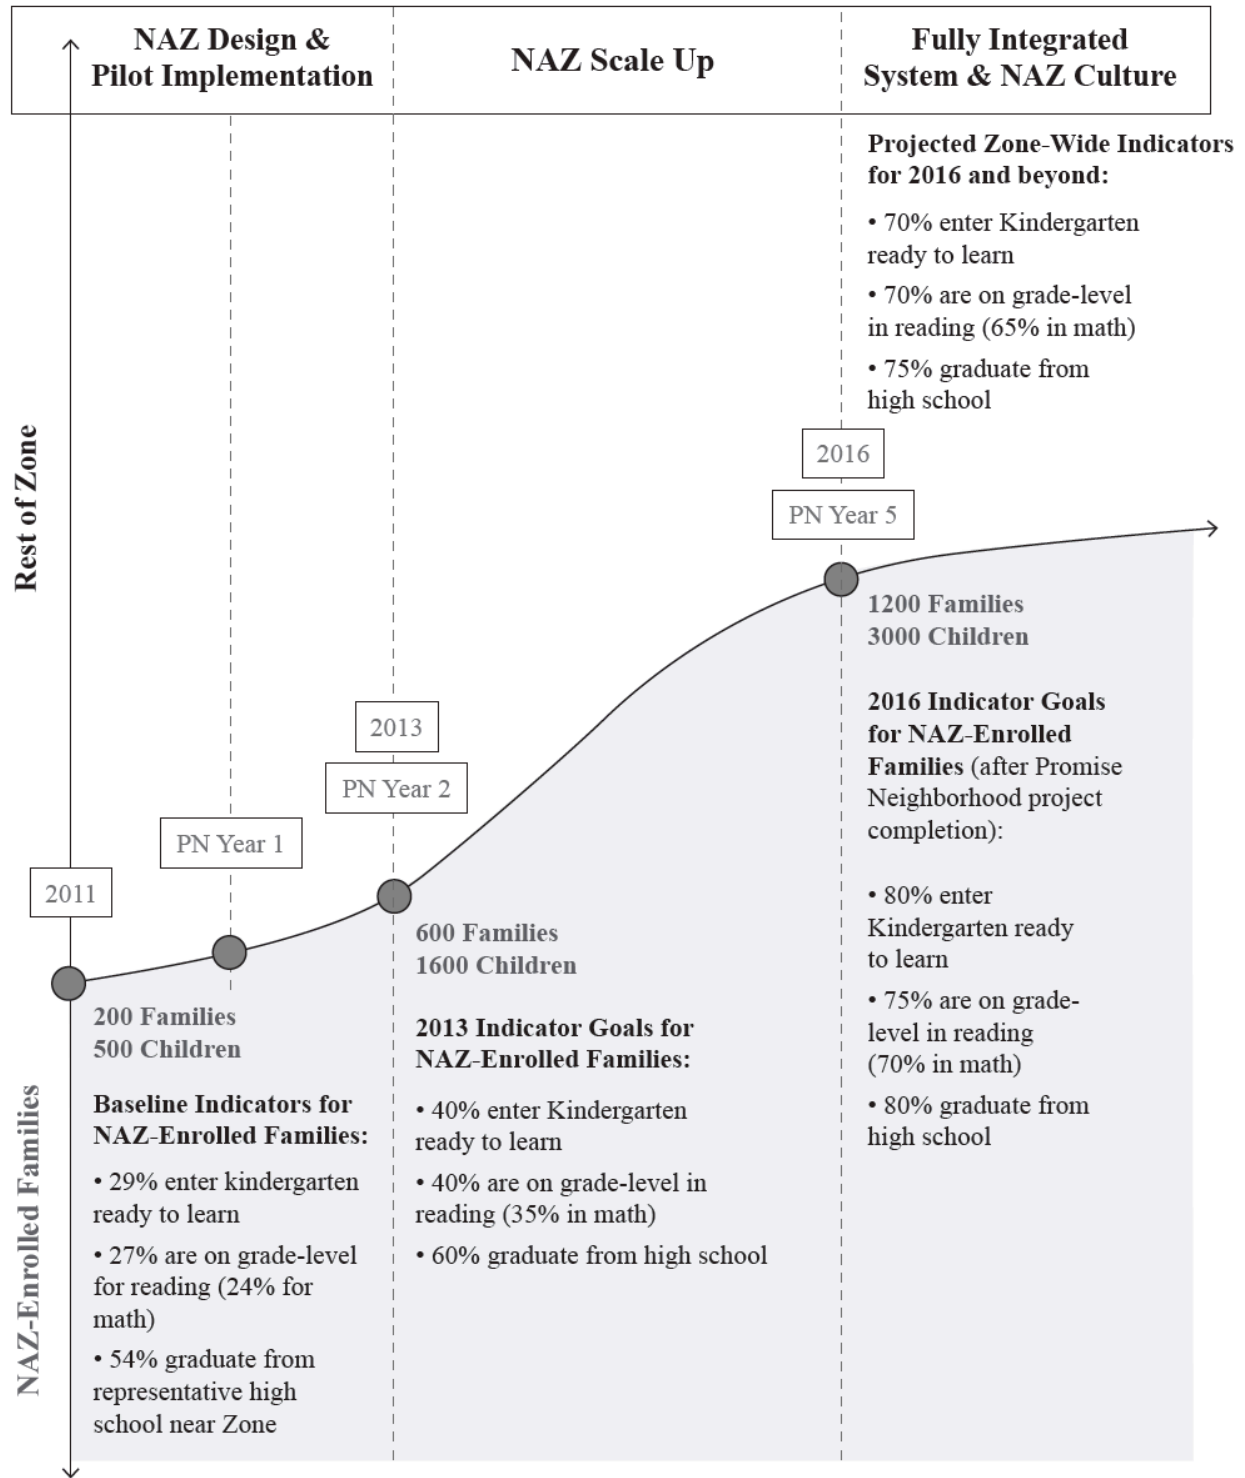 NAZ Design &
Pilot Implementation
NAZ Scale Up
Fully Integrated
System & NAZ Culture
Projected Zone-Wide Indicators
for 2016 and beyond:
• 70% enter Kindergarten
ready to learn
• 70% are on grade-level
in reading (65% in math)
• 75% graduate from
high school
Rest of Zone
2016
PN Year 5
1200 Families
3000 Children
2016 Indicator Goals
for NAZ-Enrolled
Families (after Promise
Neighborhood project
completion):
• 80% enter
Kindergarten ready
to learn
• 75% are on grade-
level in reading
(70% in math)
• 80% graduate from
high school
2013
PN Year 2
600 Families
1600 Children
2013 Indicator Goals for
NAZ-Enrolled Families:
• 40% enter Kindergarten
ready to learn
• 40% are on grade-level in
reading (35% in math)
• 60% graduate from high school
PN Year 1
2011
200 Families
500 Children
Baseline Indicators for
NAZ-Enrolled Families:
• 29% enter kindergarten
ready to learn
• 27% are on grade-level
for reading (24% for
math)
• 54% graduate from
representative high
school near Zone
NAZ-Enrolled Families